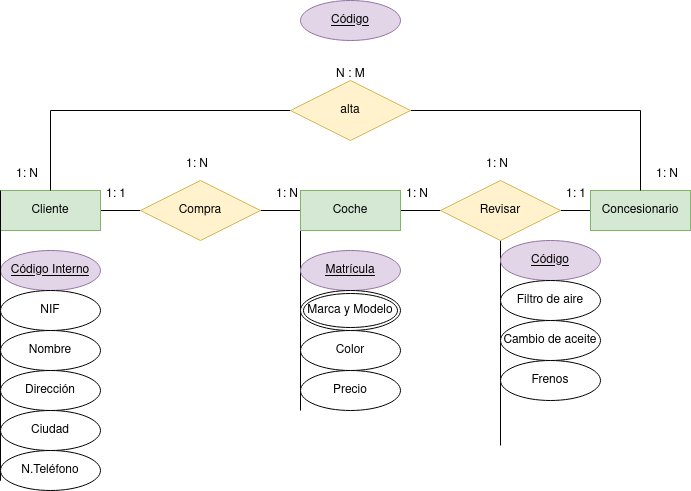 Código
N : M
alta
1: N
1: N
1: N
1: N
1: 1
1: N
1: N
1: 1
Cliente
Compra
Coche
Revisar
Concesionario
Código Interno
NIF
Nombre
Dirección
Ciudad
N.Teléfono
Matrícula
Marca y Modelo
Color
Precio
Código
Filtro de aire
Cambio de aceite
Frenos